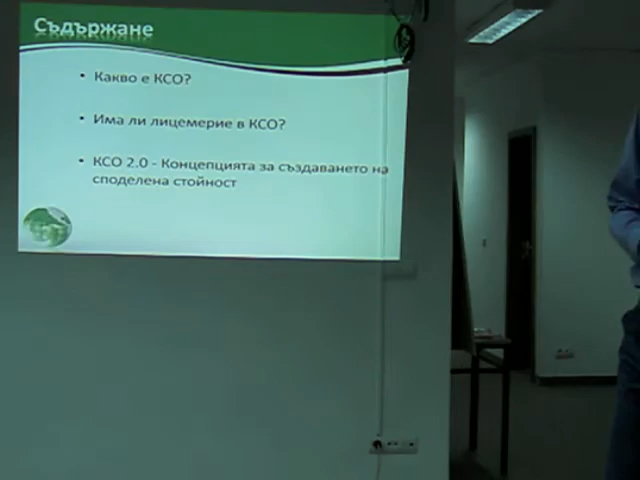 Съдържане
• Какво е КСО?
• Има ли лицемерие в КСО?
• КСО 2.0 - Концепцията за създаването на
споделена стойност